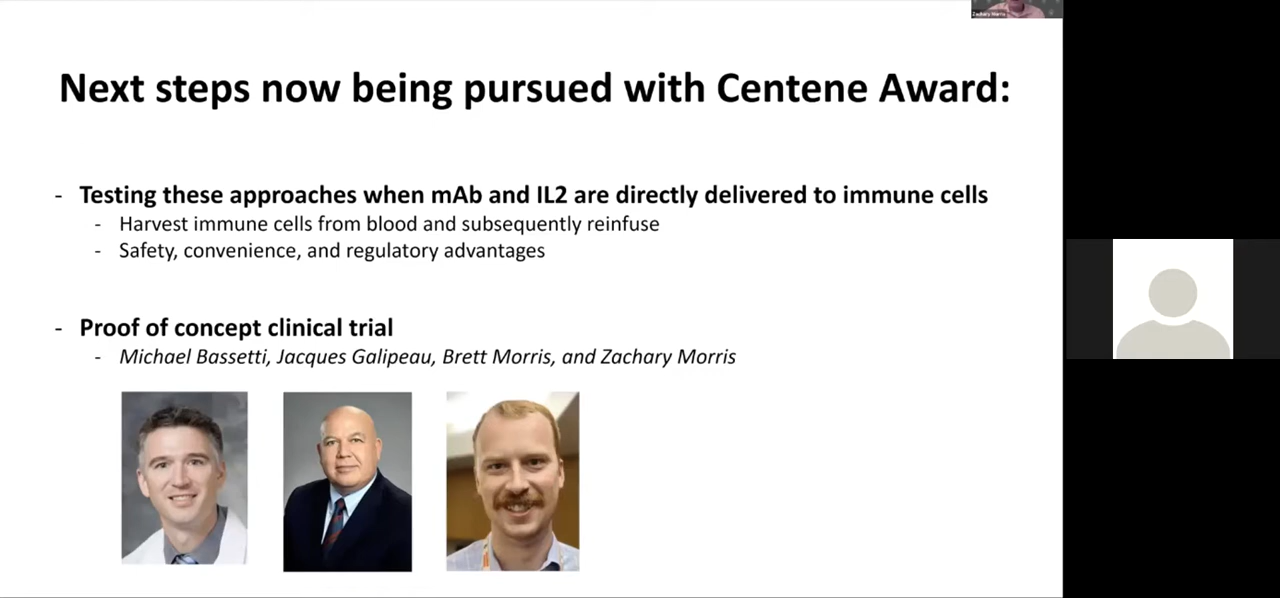 Zachary Morris
Next steps now being pursued with Centene Award:
- Testing these approaches when mAb and IL2 are directly delivered to immune cells
- Harvest immune cells from blood and subsequently reinfuse
- Safety, convenience, and regulatory advantages
- Proof of concept clinical trial
- Michael Bassetti, Jacques Galipeau, Brett Morris, and Zachary Morris